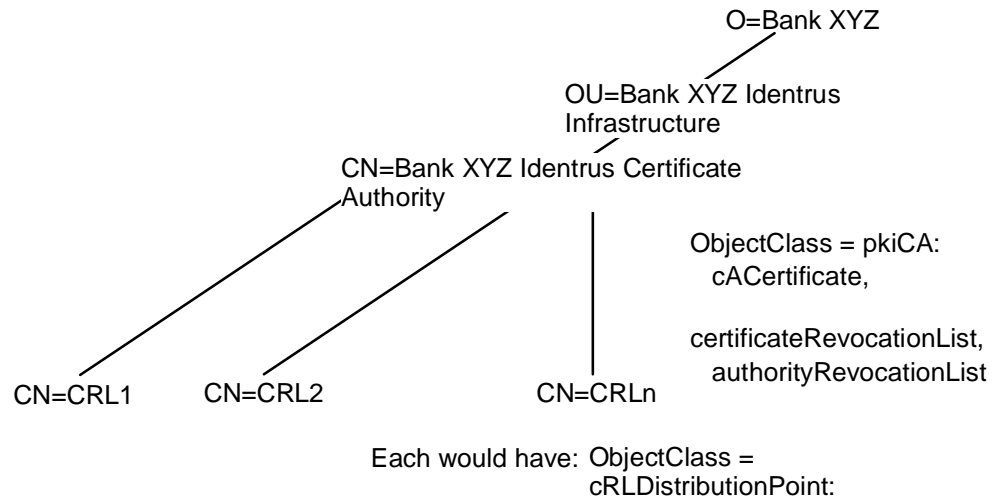 O=Bank XYZ
OU=Bank XYZ Identrus
Infrastructure
CN=Bank XYZ Identrus Certificate
Authority
ObjectClass = pkiCA:
cACertificate,
certificateRevocationList,
authorityRevocationList
CN=CRL1
CN=CRL2
CN=CRLn
Each would have: ObjectClass =
cRLDistributionPoint: